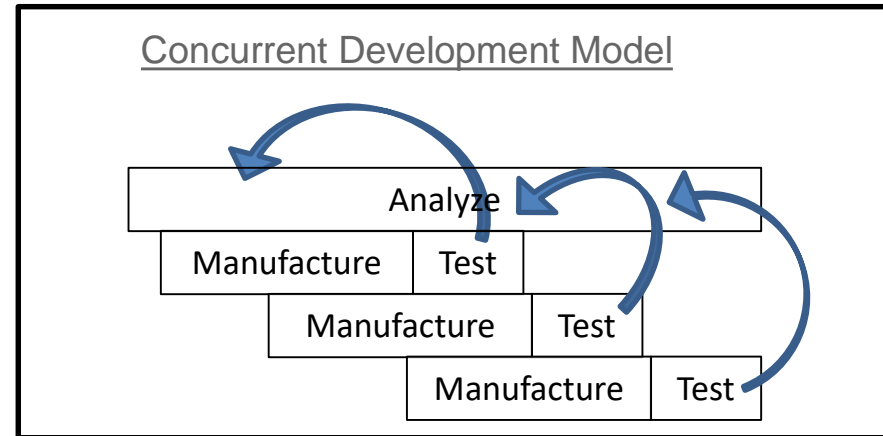 Concurrent Development Model
Analyze
Manufacture Test
Manufacture Test
Manufacture Test